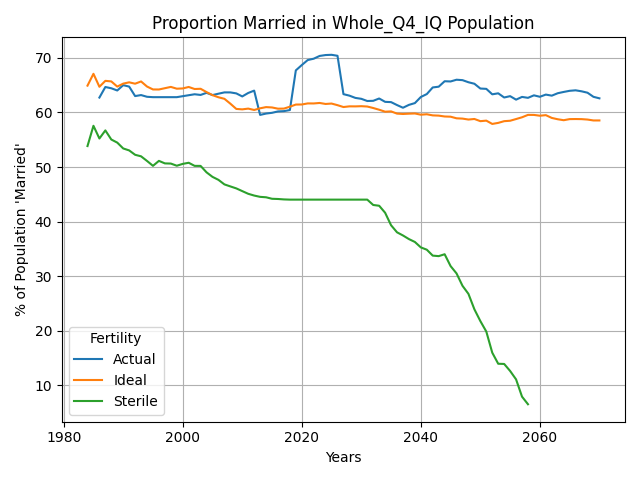 Proportion Married in Whole_Q4_IQ Population
% of Population 'Married'
70
60
50
40
30
20
10
Fertility
Actual
Ideal
Sterile
1980
2000
2020
2040
2060
Years